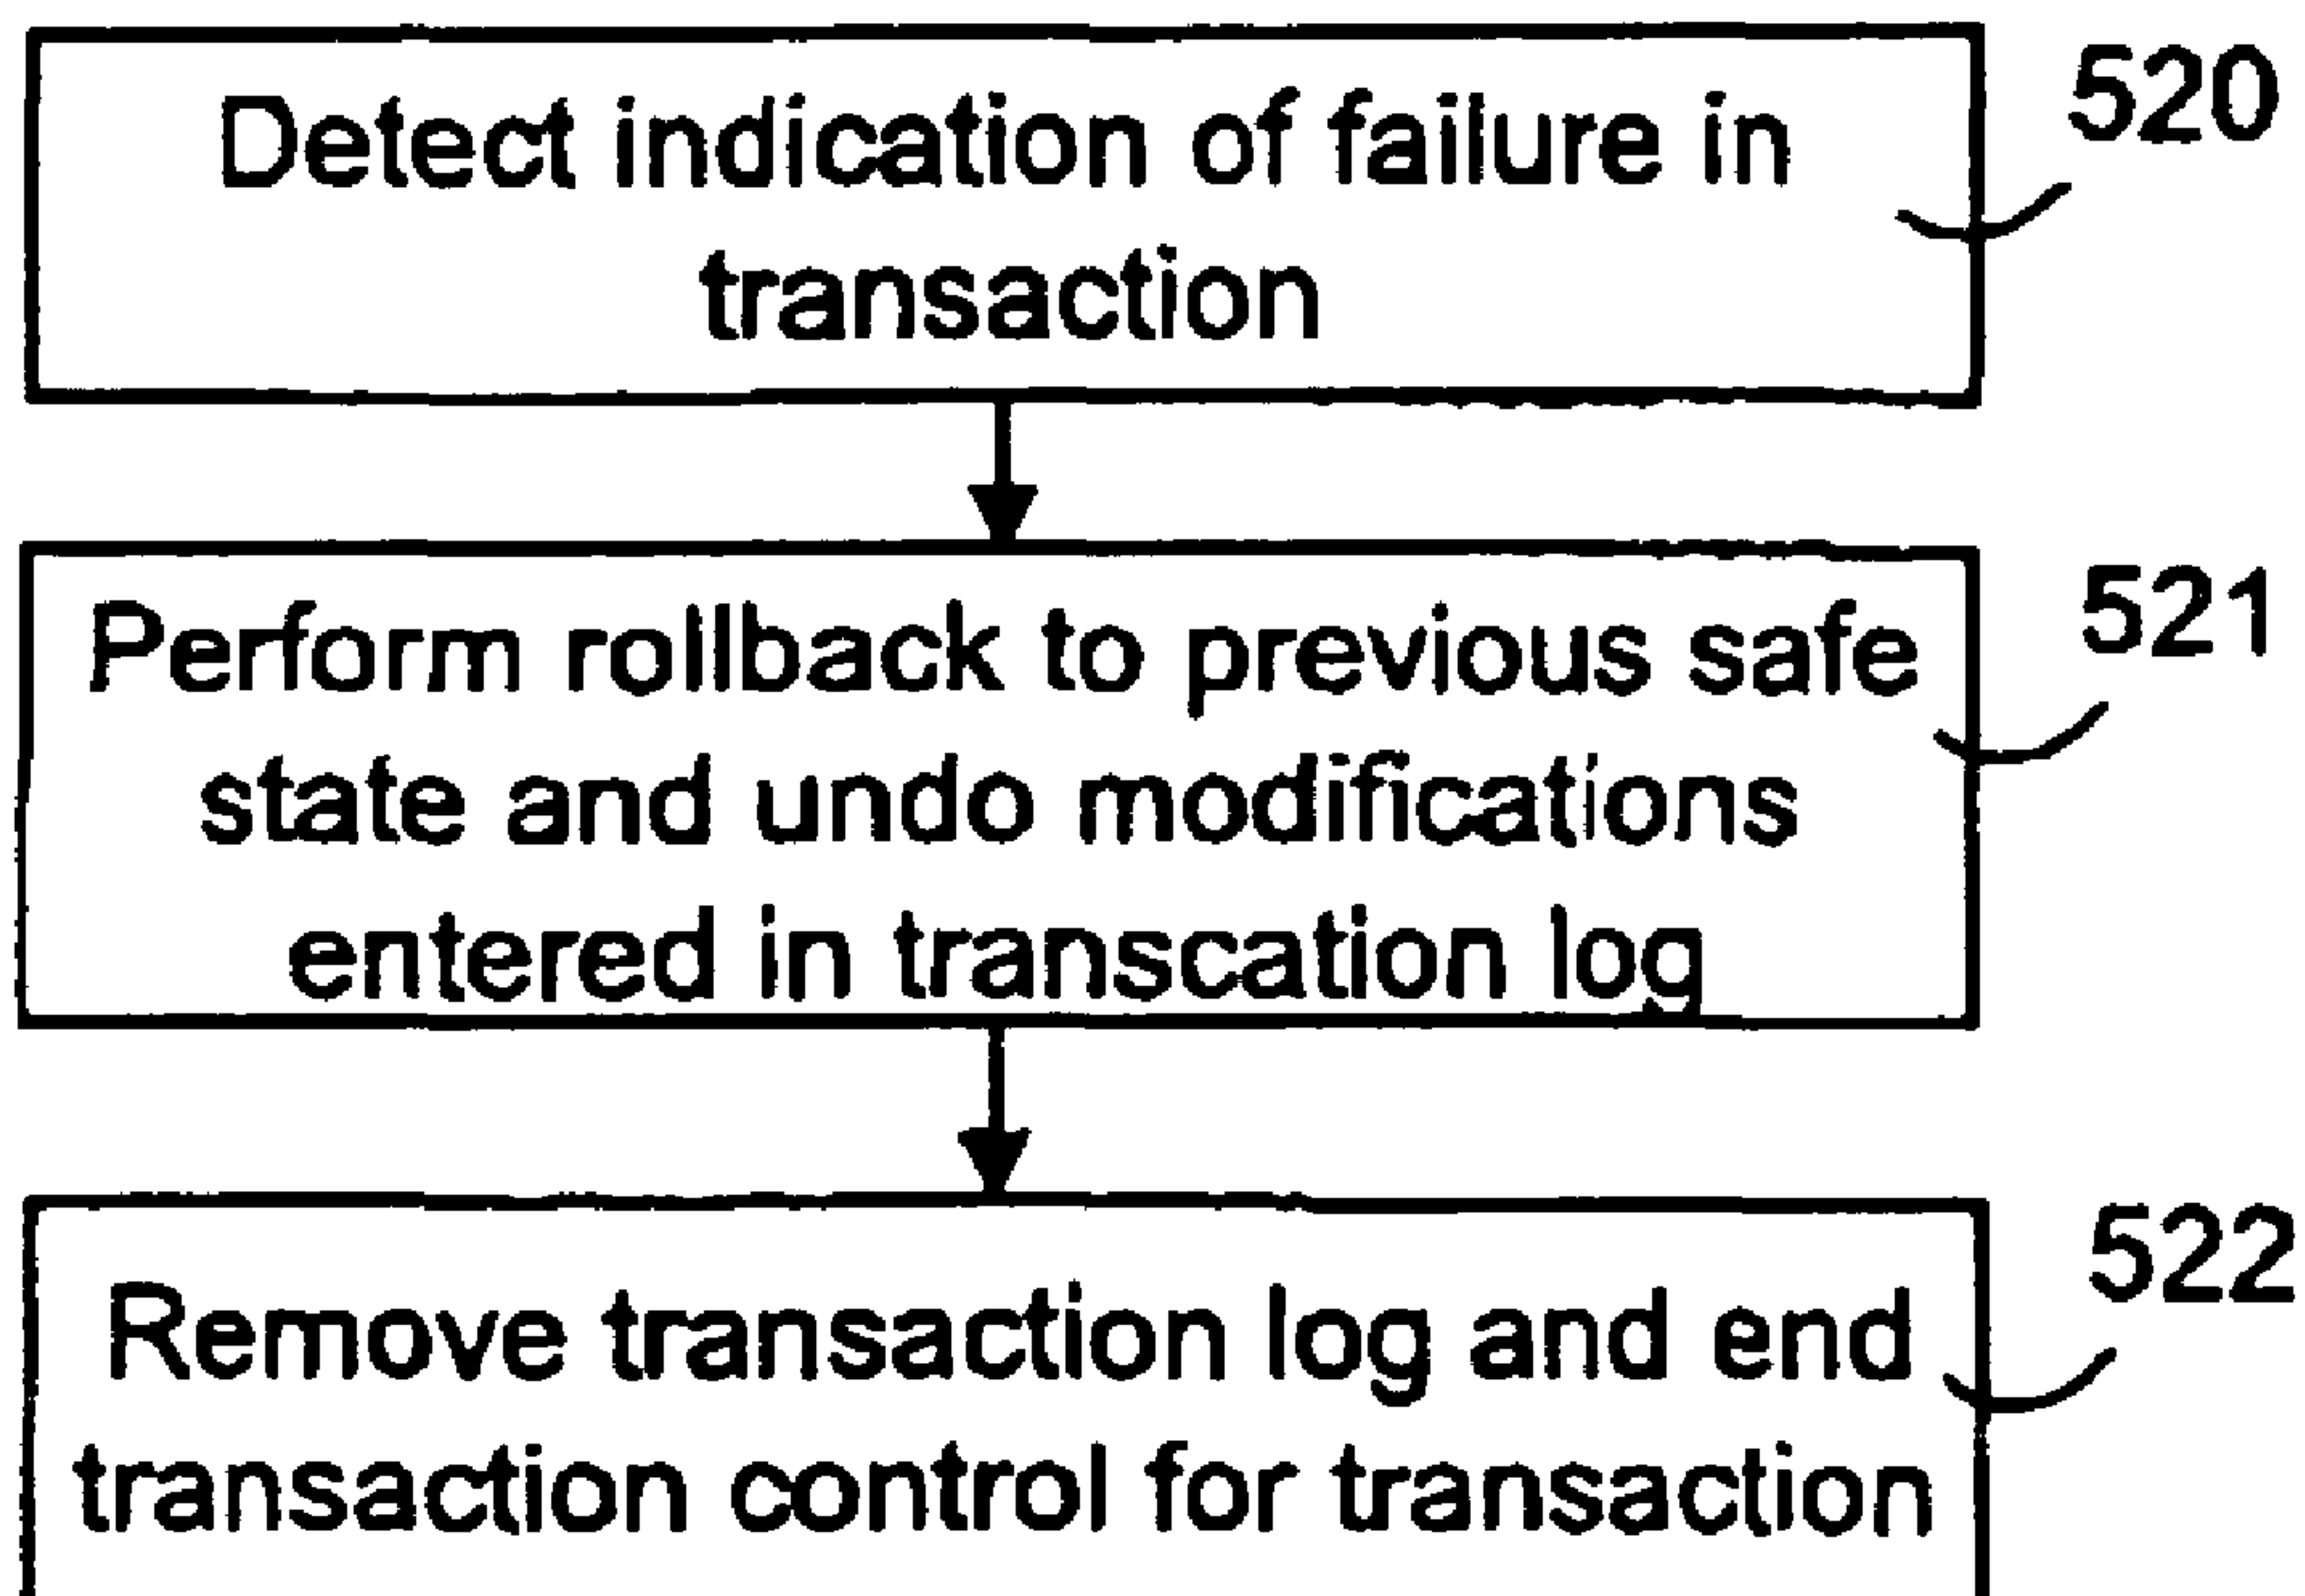 Detect indication of failure in
transaction
520
Perform rollback to previous safe
state and undo modifications
entered in transcation log
521
Remove transaction log and end
transaction control for transaction
522